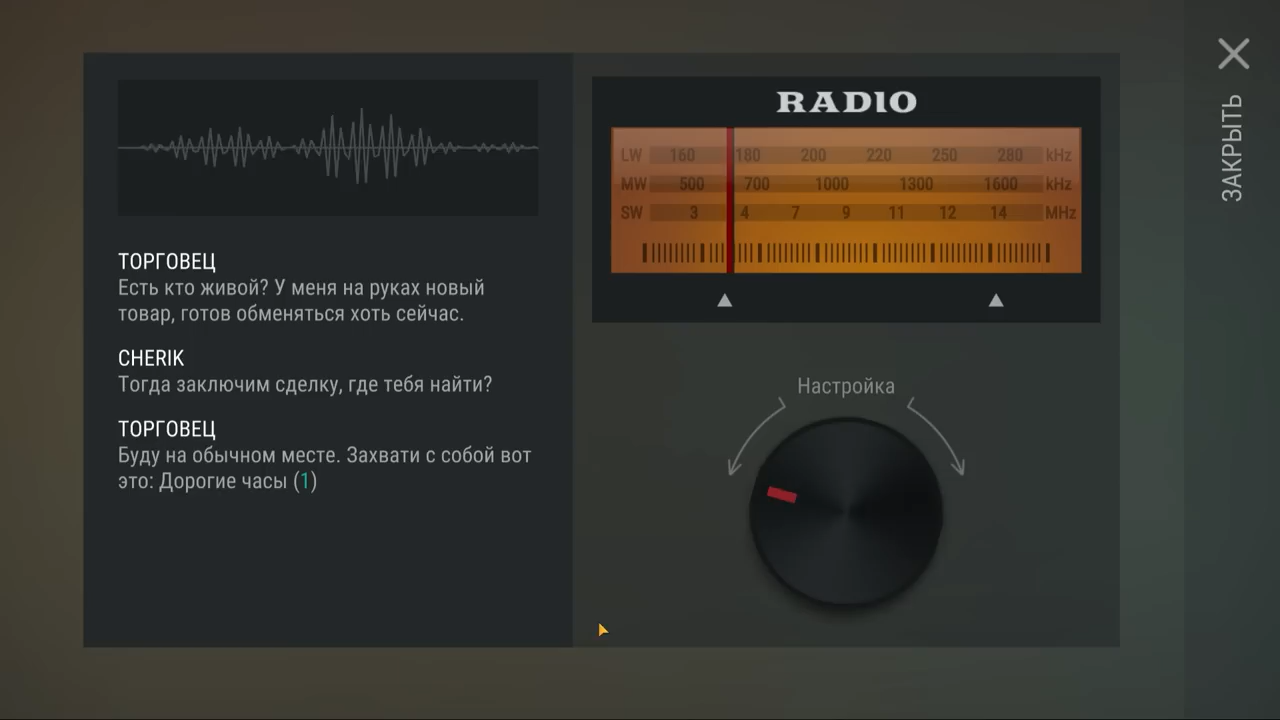 ЗАКРЫТЬ
RADIO
LW 160 180 200 220 250 280 kHz
MW 500 700 1000 1300 1600 kHz
SW 3 4 7 9 11 12 14 MHz
ТОРГОВЕЦ
Есть кто живой? У меня на руках новый
товар, готов обменяться хоть сейчас.
CHERIK
Тогда заключим сделку, где тебя найти?
ТОРГОВЕЦ
Буду на обычном месте. Захвати с собой вот
это: Дорогие часы (1)
Настройка